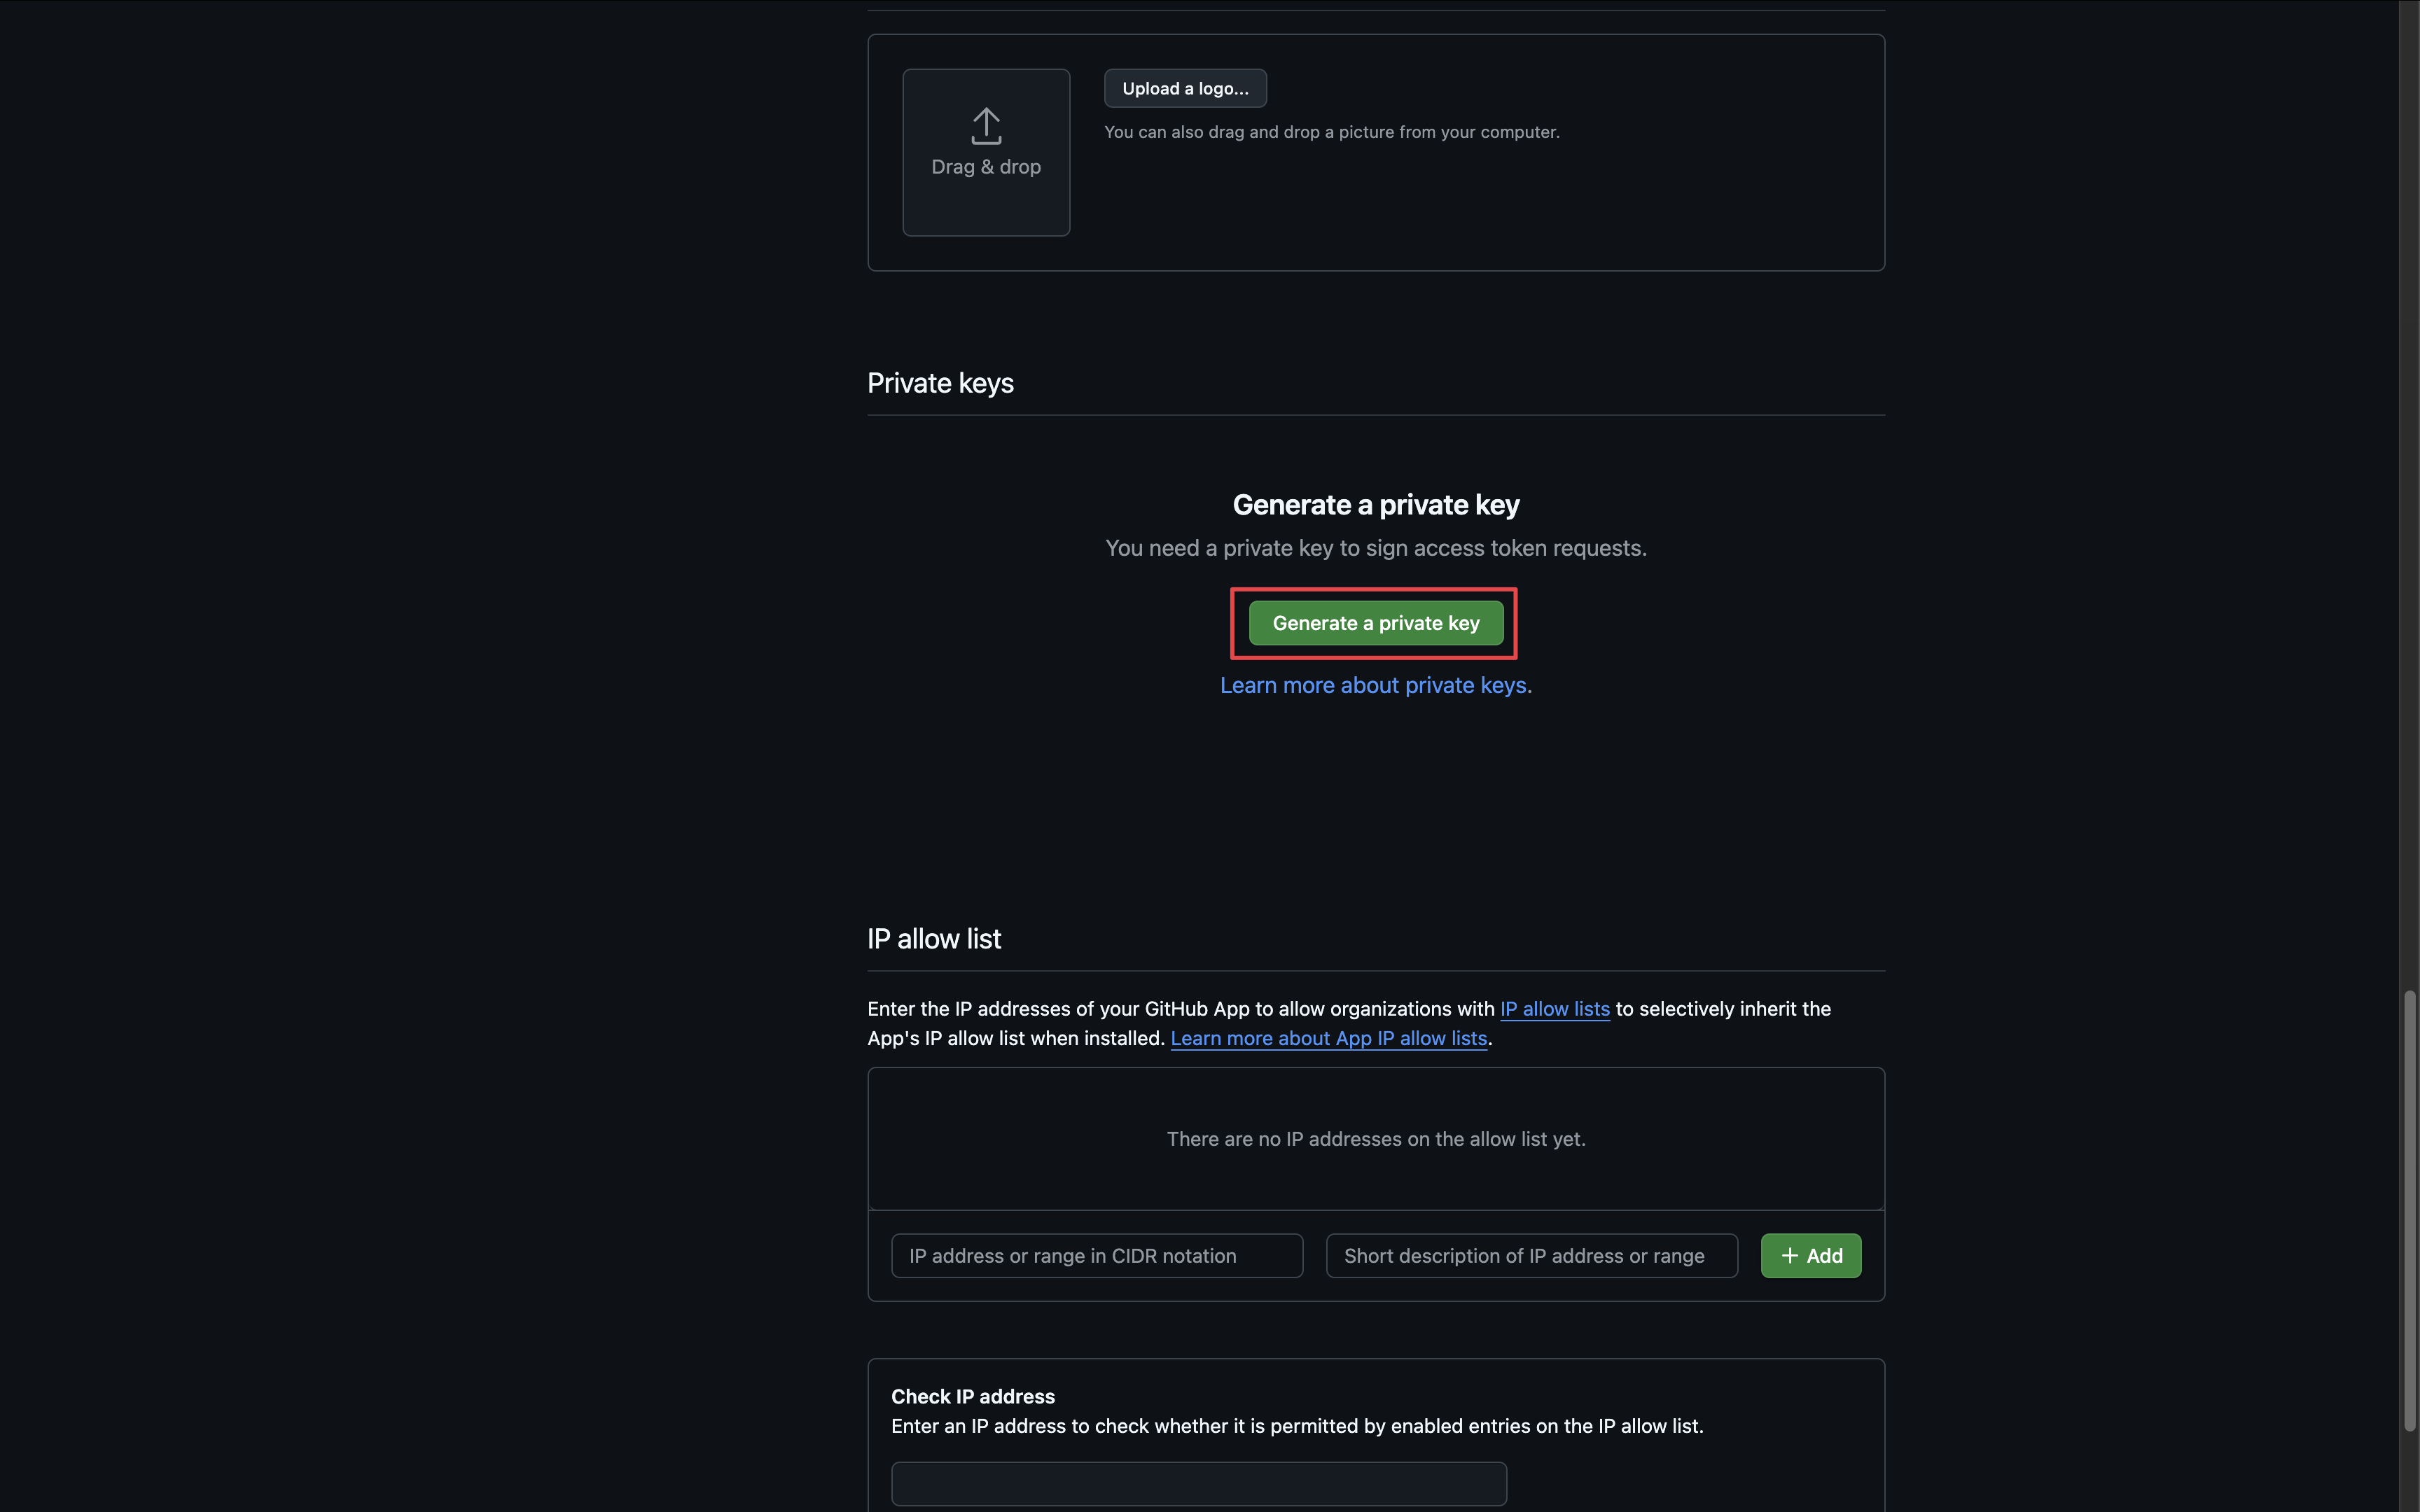 Upload a logo...
You can also drag and drop a picture from your computer.
Drag & drop
Private keys
Generate a private key
You need a private key to sign access token requests.
Generate a private key
Learn more about private keys.
IP allow list
Enter the IP addresses of your GitHub App to allow organizations with IP allow lists to selectively inherit the
App's IP allow list when installed. Learn more about App IP allow lists.
There are no IP addresses on the allow list yet.
IP address or range in CIDR notation
Short description of IP address or range
+ Add
Check IP address
Enter an IP address to check whether it is permitted by enabled entries on the IP allow list.